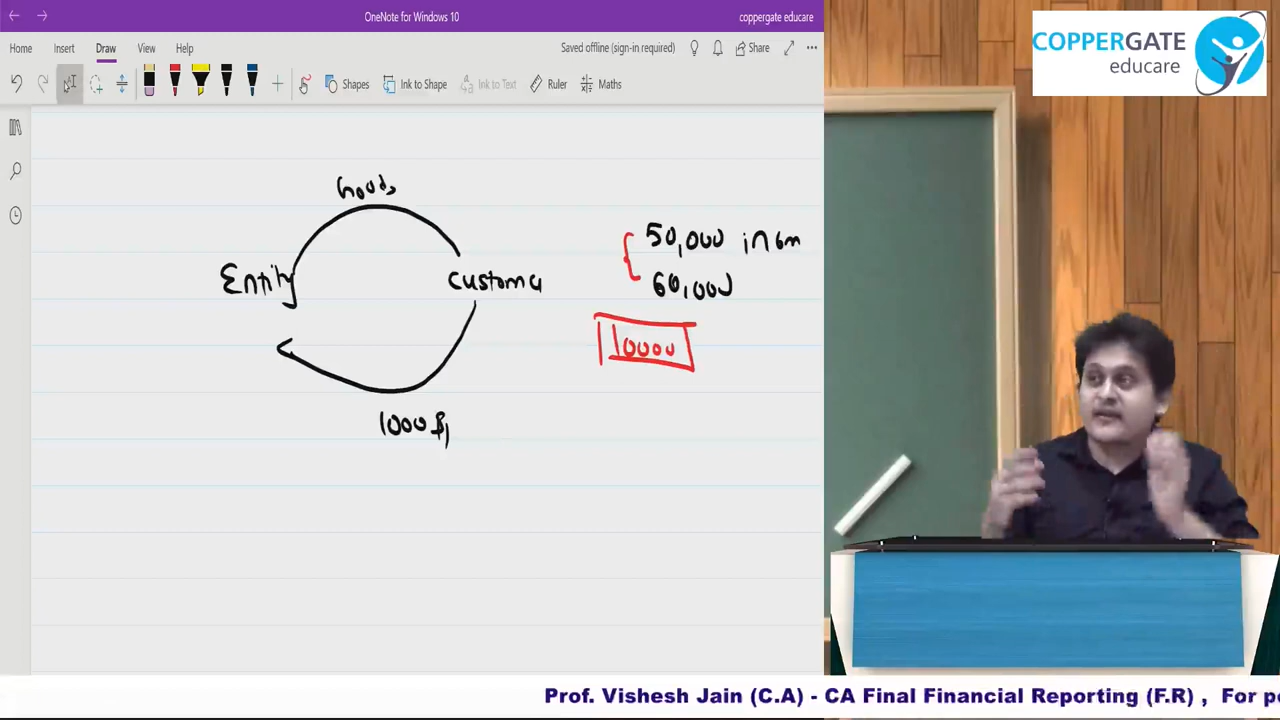 OneNote for Windows 10
coppergate educare
Home Insert Draw View Help
Saved offline (sign-in required)
Share
Shapes
Ink to Shape
Ink to Text
Ruler
Maths
COPPERGATE
educare
Goods
Entity
Customer
1000 $
50,000 in 6m
60,000
10000
Prof. Vishesh Jain (C.A) - CA Final Financial Reporting (F.R) , For pe